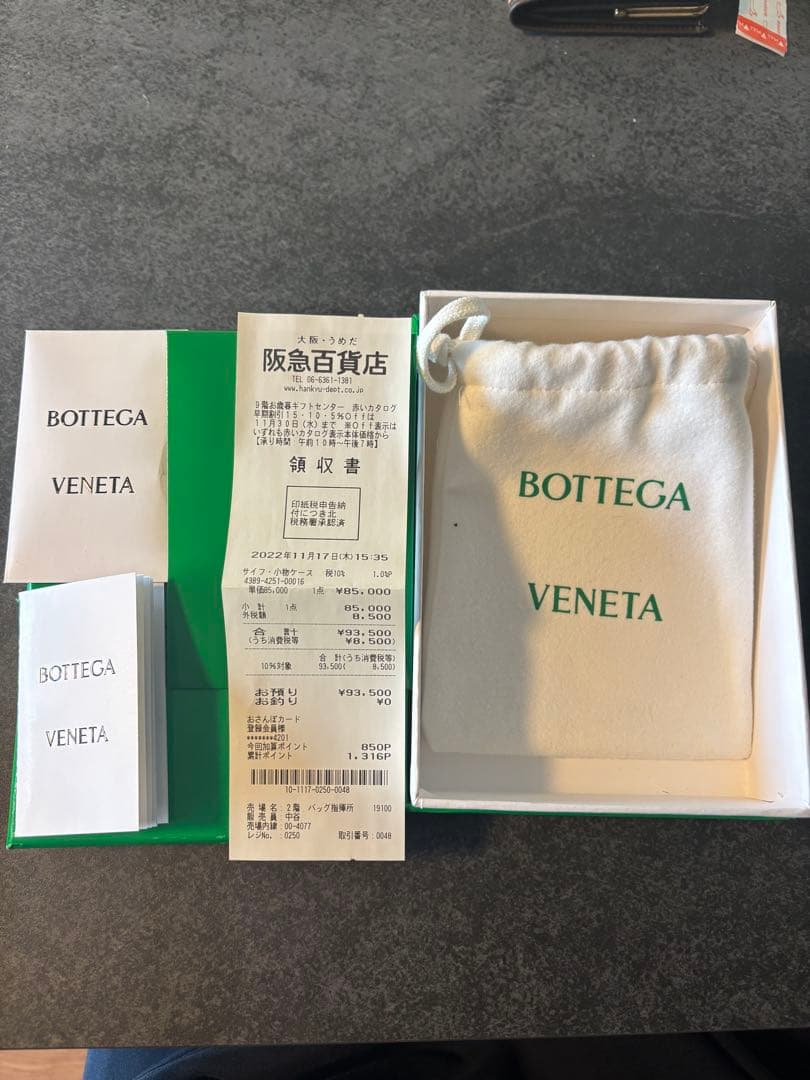 BOTTEGA
VENETA
BOTTEGA
VENETA
大阪・うめだ
阪急百貨店
TEL 06-6361-1381
www.hankyu-dept.co.jp
9階お歳暮ギフトセンター 赤いカタログ
早期割引15・10・5%Offは
11月30日(水)まで ※Off表示は
いずれも赤いカタログ表示本体価格から
【承り時間 午前10時~午後7時】
領収書
印紙税申告納
付につき北
税務署承認済
2022年11月17日(木)15:35
サイフ・小物ケース 税10% 1.0%P
4389-4251-00016
単価85,000 1点 ¥85,000
小計 1点 85,000
外税額 8,500
合計 ¥93,500
(うち消費税等 ¥8,500)
合計(うち消費税等)
10%対象 93,500( 8,500)
お預り ¥93,500
お釣り ¥0
おさんぽカード
登録会員様
*******4201
今回加算ポイント 850P
累計ポイント 1,316P
10-1117-0250-0048
売場名:2階 バッグ指揮所 19100
販売員:中谷
売場内線:00-4077
レジNo. :0250 取引番号:0048
BOTTEGA
VENETA